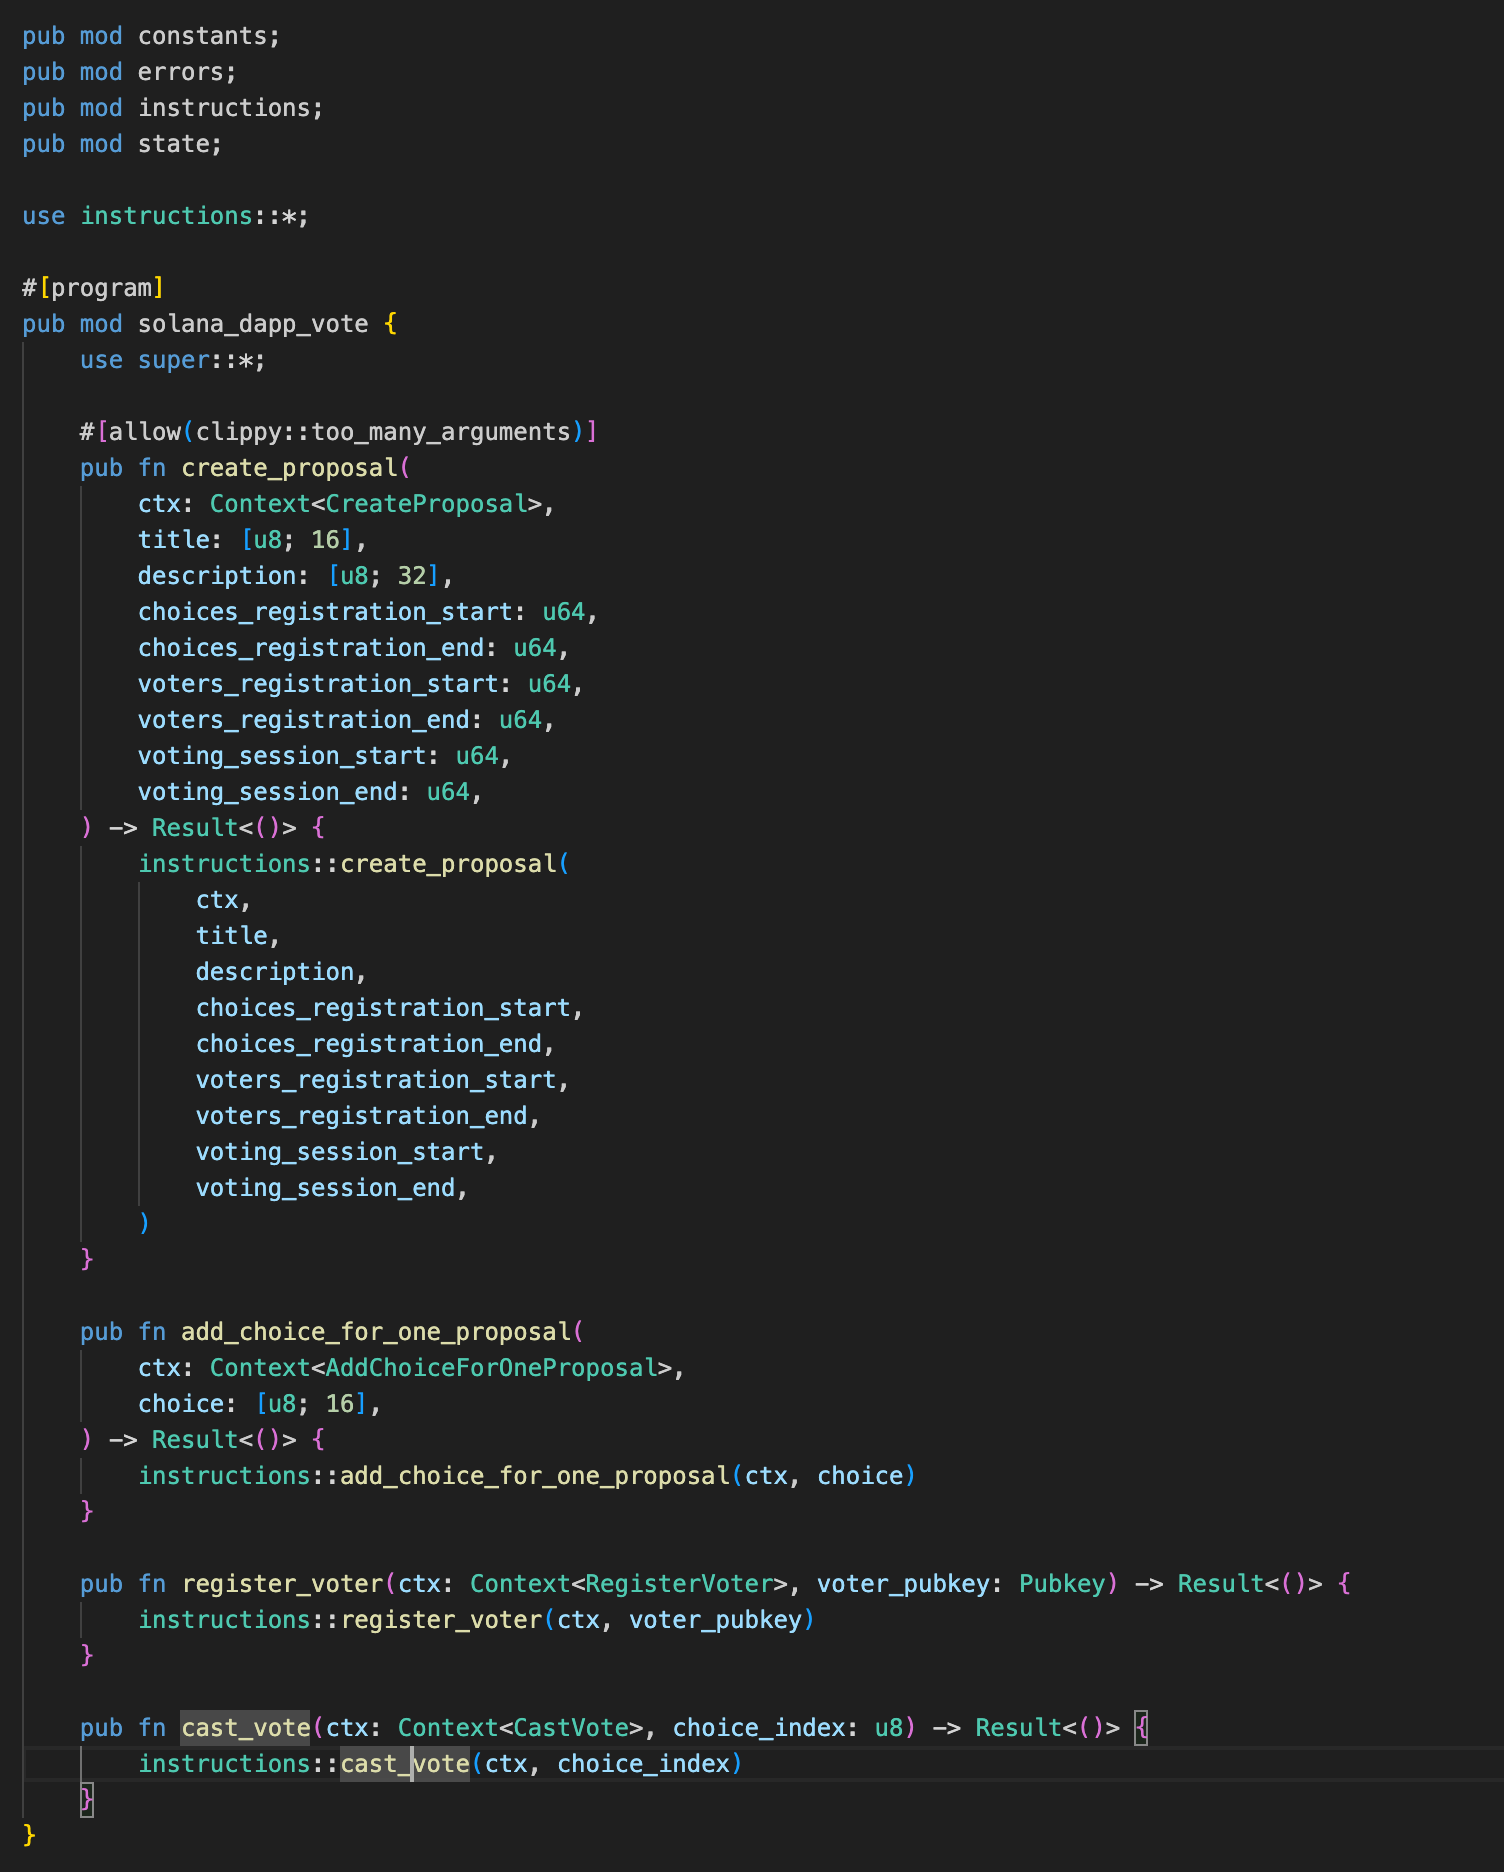 pub mod constants;
pub mod errors;
pub mod instructions;
pub mod state;

use instructions::*;

#[program]
pub mod solana_dapp_vote {
    use super::*;

    #[allow(clippy::too_many_arguments)]
    pub fn create_proposal(
        ctx: Context<CreateProposal>,
        title: [u8; 16],
        description: [u8; 32],
        choices_registration_start: u64,
        choices_registration_end: u64,
        voters_registration_start: u64,
        voters_registration_end: u64,
        voting_session_start: u64,
        voting_session_end: u64,
    ) -> Result<()> {
        instructions::create_proposal(
            ctx,
            title,
            description,
            choices_registration_start,
            choices_registration_end,
            voters_registration_start,
            voters_registration_end,
            voting_session_start,
            voting_session_end,
        )
    }

    pub fn add_choice_for_one_proposal(
        ctx: Context<AddChoiceForOneProposal>,
        choice: [u8; 16],
    ) -> Result<()> {
        instructions::add_choice_for_one_proposal(ctx, choice)
    }

    pub fn register_voter(ctx: Context<RegisterVoter>, voter_pubkey: Pubkey) -> Result<()> {
        instructions::register_voter(ctx, voter_pubkey)
    }

    pub fn cast_vote(ctx: Context<CastVote>, choice_index: u8) -> Result<()> {
        instructions::cast_vote(ctx, choice_index)
    }
}